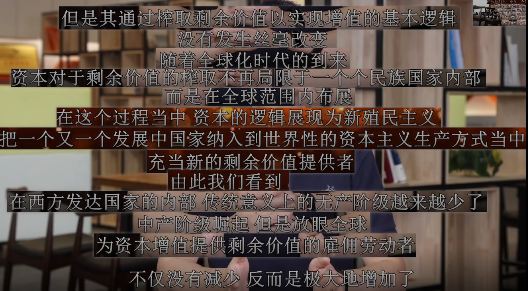 但是其通过榨取剩余价值以实现增值的基本逻辑
没有发生丝毫改变
随着全球化时代的到来
资本对于剩余价值的榨取不再局限于一个个民族国家内部
而是在全球范围内布展
在这个过程当中 资本的逻辑展现为新殖民主义
把一个又一个发展中国家纳入到世界性的资本主义生产方式当中
充当新的剩余价值提供者
由此我们看到
在西方发达国家的内部 传统意义上的无产阶级越来越少了
中产阶级崛起 但是放眼全球
为资本增值提供剩余价值的雇佣劳动者
不仅没有减少 反而是极大地增加了